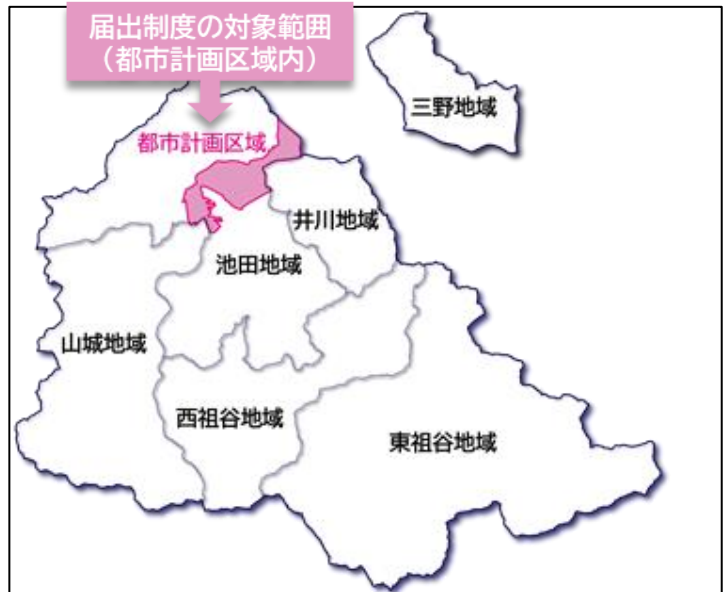 届出制度の対象範囲
（都市計画区域内）
三野地域
都市計画区域
井川地域
池田地域
山城地域
西祖谷地域
東祖谷地域